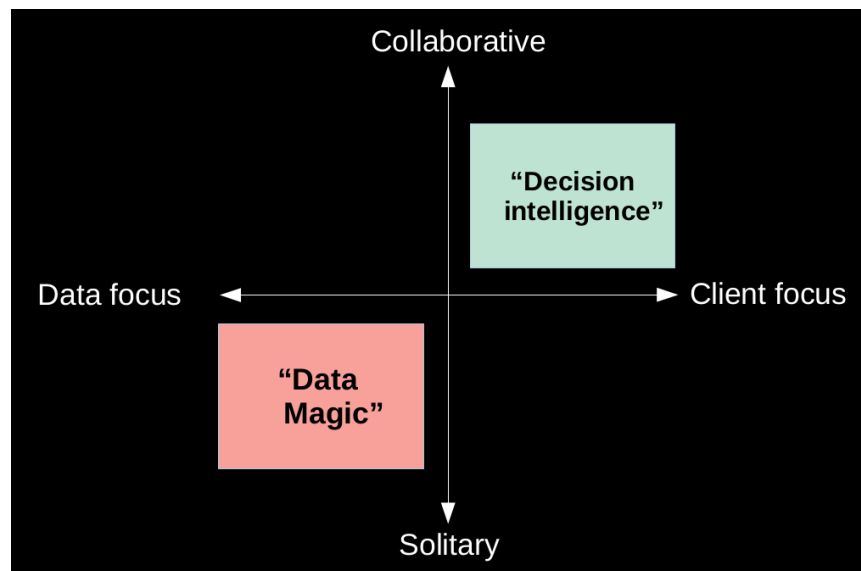 Collaborative
“Decision
intelligence”
Data focus
Client focus
“Data
Magic”
Solitary